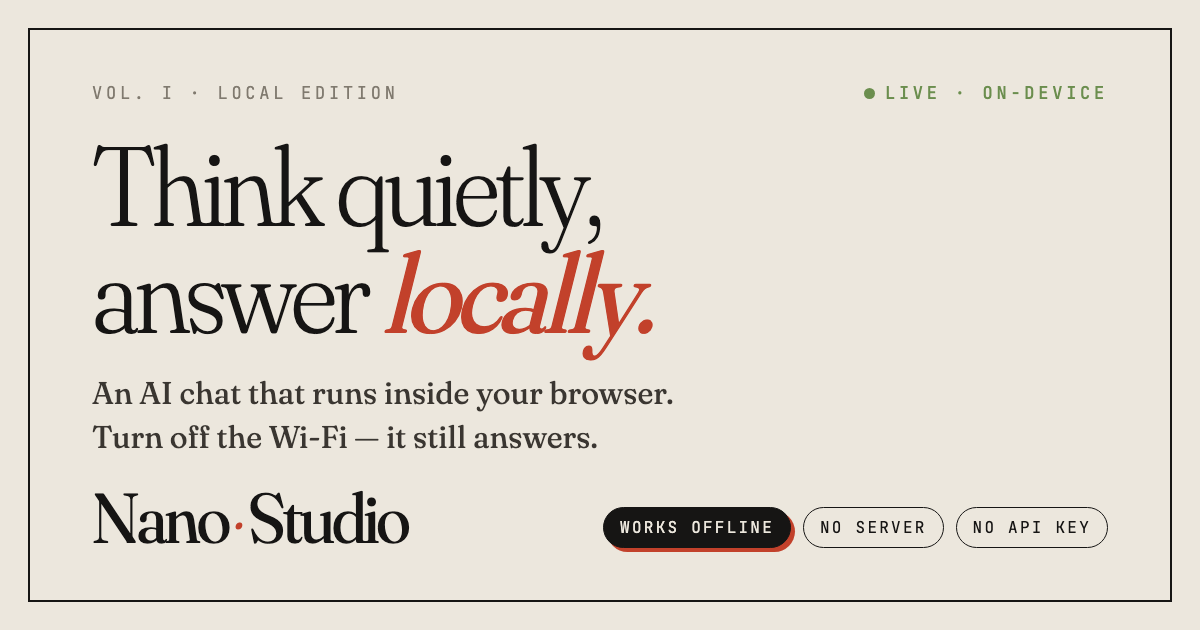 VOL. I · LOCAL EDITION
LIVE · ON-DEVICE
Think quietly,
answer locally.
An AI chat that runs inside your browser.
Turn off the Wi-Fi — it still answers.
Nano·Studio
WORKS OFFLINE
NO SERVER
NO API KEY